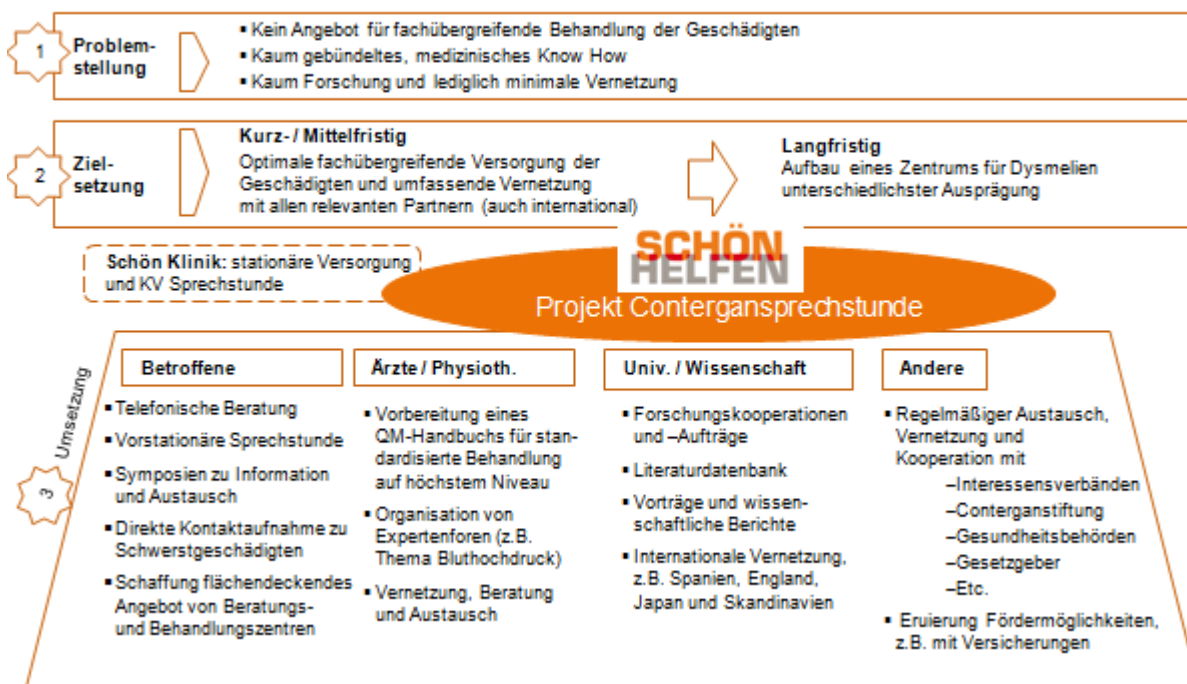 1
Problem-
stellung
▪ Kein Angebot für fachübergreifende Behandlung der Geschädigten
▪ Kaum gebündeltes, medizinisches Know How
▪ Kaum Forschung und lediglich minimale Vernetzung
2
Ziel-
setzung
Kurz- / Mittelfristig
Optimale fachübergreifende Versorgung der
Geschädigten und umfassende Vernetzung
mit allen relevanten Partnern (auch international)
Langfristig
Aufbau eines Zentrums für Dysmelien
unterschiedlichster Ausprägung
Schön Klinik: stationäre Versorgung
und KV Sprechstunde
SCHÖN
HELFEN
Projekt Contergansprechstunde
3
Umsetzung
Betroffene
▪ Telefonische Beratung
▪ Vorstationäre Sprechstunde
▪ Symposien zu Information
und Austausch
▪ Direkte Kontaktaufnahme zu
Schwerstgeschädigten
▪ Schaffung flächendeckendes
Angebot von Beratungs-
und Behandlungszentren
Ärzte / Physioth.
▪ Vorbereitung eines
QM-Handbuchs für stan-
dardisierte Behandlung
auf höchstem Niveau
▪ Organisation von
Expertenforen (z.B.
Thema Bluthochdruck)
▪ Vernetzung, Beratung
und Austausch
Univ. / Wissenschaft
▪ Forschungskooperationen
und –Aufträge
▪ Literaturdatenbank
▪ Vorträge und wissen-
schaftliche Berichte
▪ Internationale Vernetzung,
z.B. Spanien, England,
Japan und Skandinavien
Andere
▪ Regelmäßiger Austausch,
Vernetzung und
Kooperation mit
–Interessensverbänden
–Conterganstiftung
–Gesundheitsbehörden
–Gesetzgeber
–Etc.
▪ Eruierung Fördermöglichkeiten,
z.B. mit Versicherungen